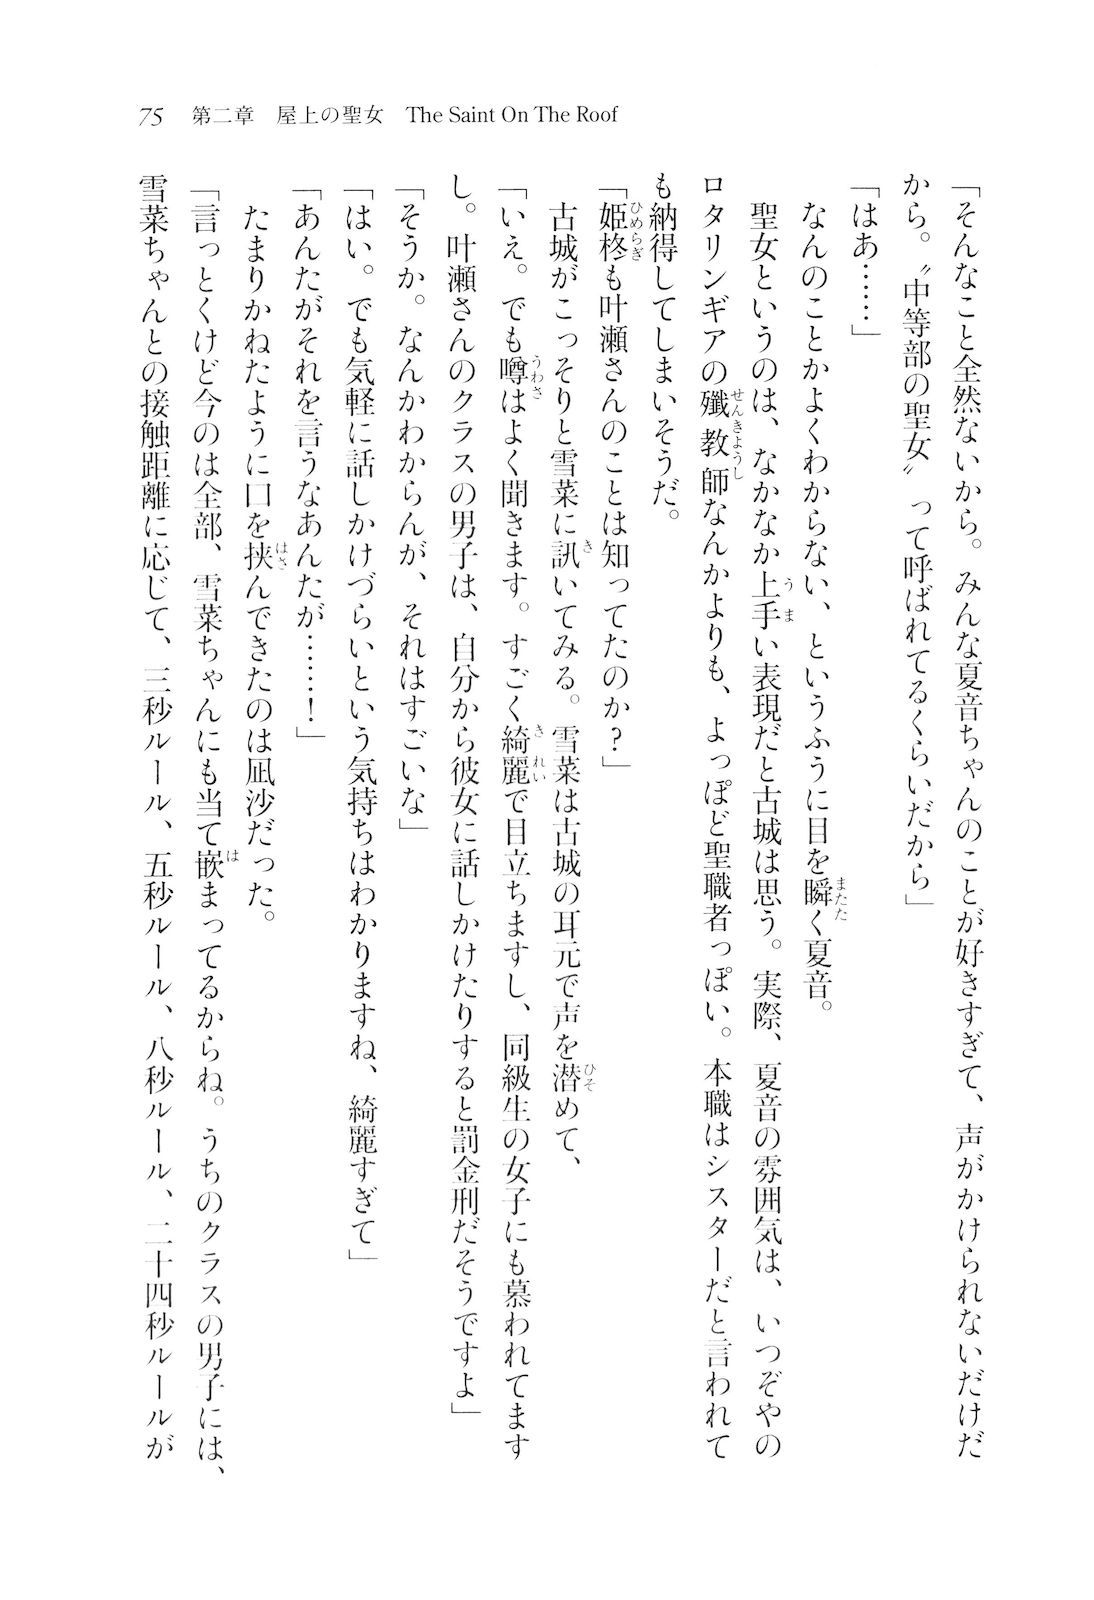 75　第二章　屋上の聖女　The Saint On The Roof
「そんなこと全然ないから。みんな夏音ちゃんのことが好きすぎて、声がかけられないだけだ
から。〝中等部の聖女〟って呼ばれてるくらいだから」
「はあ……」
　なんのことかよくわからない、というふうに目を瞬く夏音。
　聖女というのは、なかなか上手い表現だと古城は思う。実際、夏音の雰囲気は、いつぞやの
ロタリンギアの殲教師なんかよりも、よっぽど聖職者っぽい。本職はシスターだと言われて
も納得してしまいそうだ。
「姫柊も叶瀬さんのことは知ってたのか？」
　古城がこっそりと雪菜に訊いてみる。雪菜は古城の耳元で声を潜めて、
「いえ。でも噂はよく聞きます。すごく綺麗で目立ちますし、同級生の女子にも慕われてます
し。叶瀬さんのクラスの男子は、自分から彼女に話しかけたりすると罰金刑だそうですよ」
「そうか。なんかわからんが、それはすごいな」
「はい。でも気軽に話しかけづらいという気持ちはわかりますね、綺麗すぎて」
「あんたがそれを言うなあんたが……！」
　たまりかねたように口を挟んできたのは凪沙だった。
「言っとくけど今のは全部、雪菜ちゃんにも当て嵌まってるからね。うちのクラスの男子には、
雪菜ちゃんとの接触距離に応じて、三秒ルール、五秒ルール、八秒ルール、二十四秒ルールが